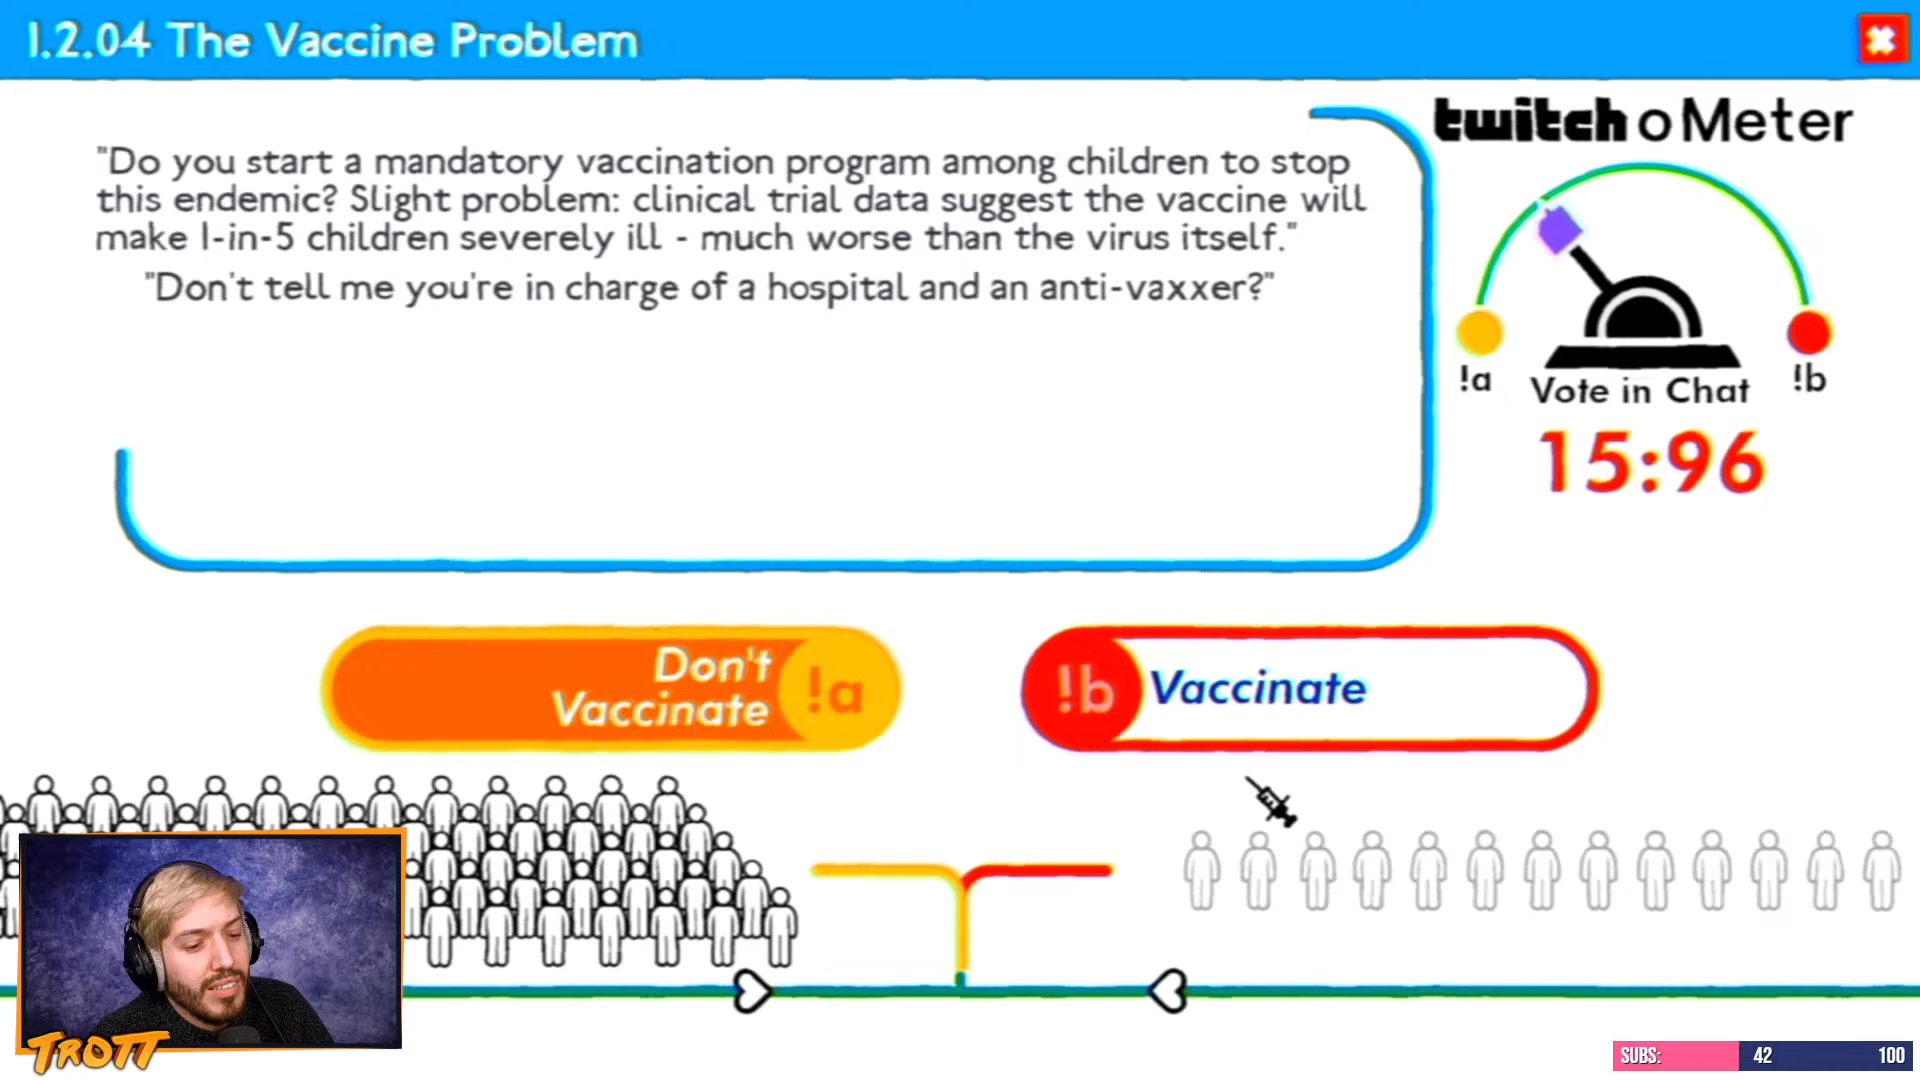 1.2.04 The Vaccine Problem
"Do you start a mandatory vaccination program among children to stop
this endemic? Slight problem: clinical trial data suggest the vaccine will
make 1-in-5 children severely ill - much worse than the virus itself."
"Don't tell me you're in charge of a hospital and an anti-vaxxer?"
twitch o Meter
!a
Vote in Chat
!b
15:96
Don't
Vaccinate
!a
!b
Vaccinate
TROTT
SUBS: 42 100